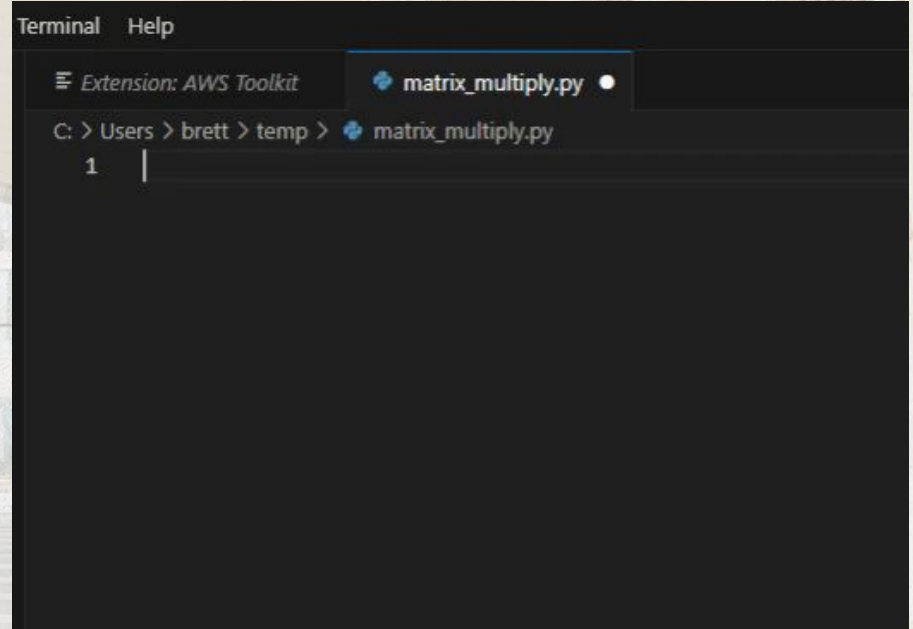 Terminal Help
Extension: AWS Toolkit matrix_multiply.py
C: > Users > brett > temp > matrix_multiply.py
1